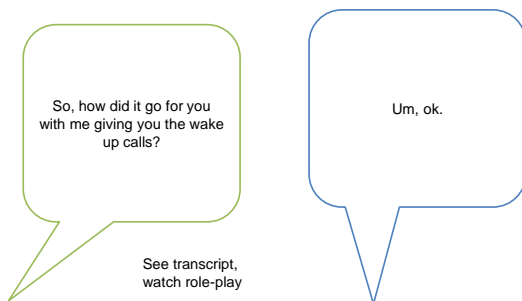 So, how did it go for you
with me giving you the wake
up calls?
Um, ok.
See transcript,
watch role-play